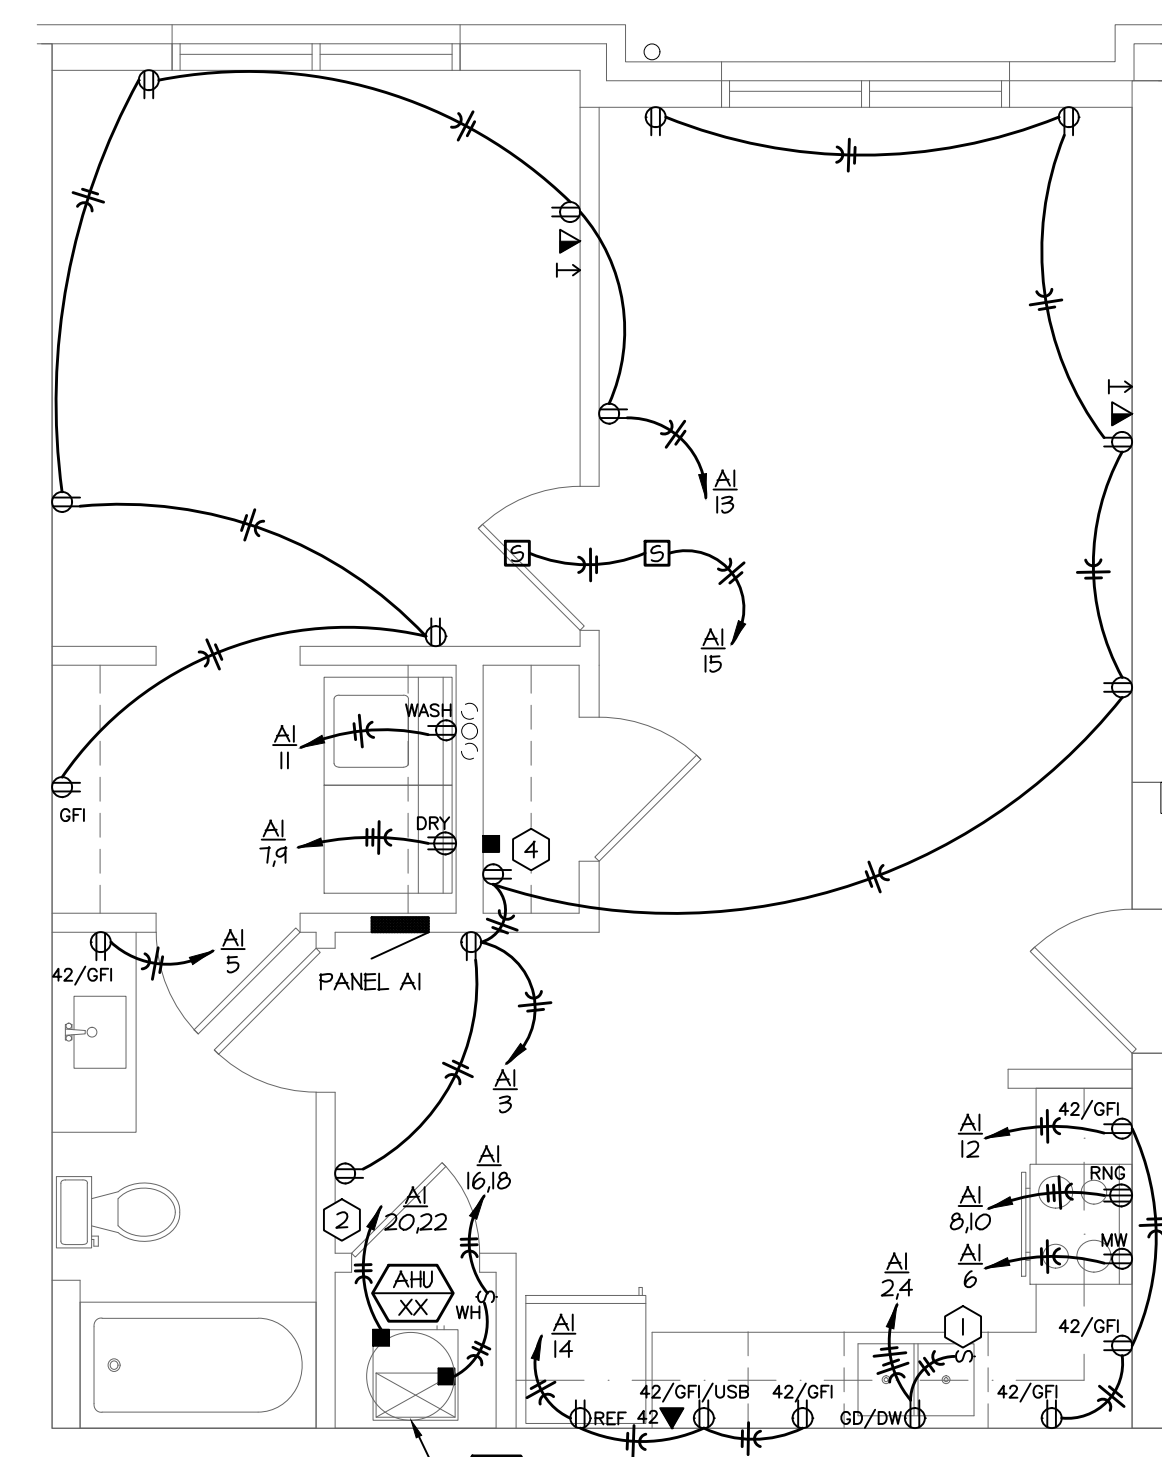 A1
13
S
S
A1
15
WASH
A1
11
GFI
DRY
A1
7,9
4
A1
5
42/GFI
PANEL A1
A1
3
42/GFI
A1
12
A1
16,18
RNG
A1
20,22
2
A1
8,10
MW
A1
6
AHU
XX
A1
2,4
WH
S
1
42/GFI
A1
14
S
42/GFI/USB
42/GFI
42/GFI
REF
42
GD/DW